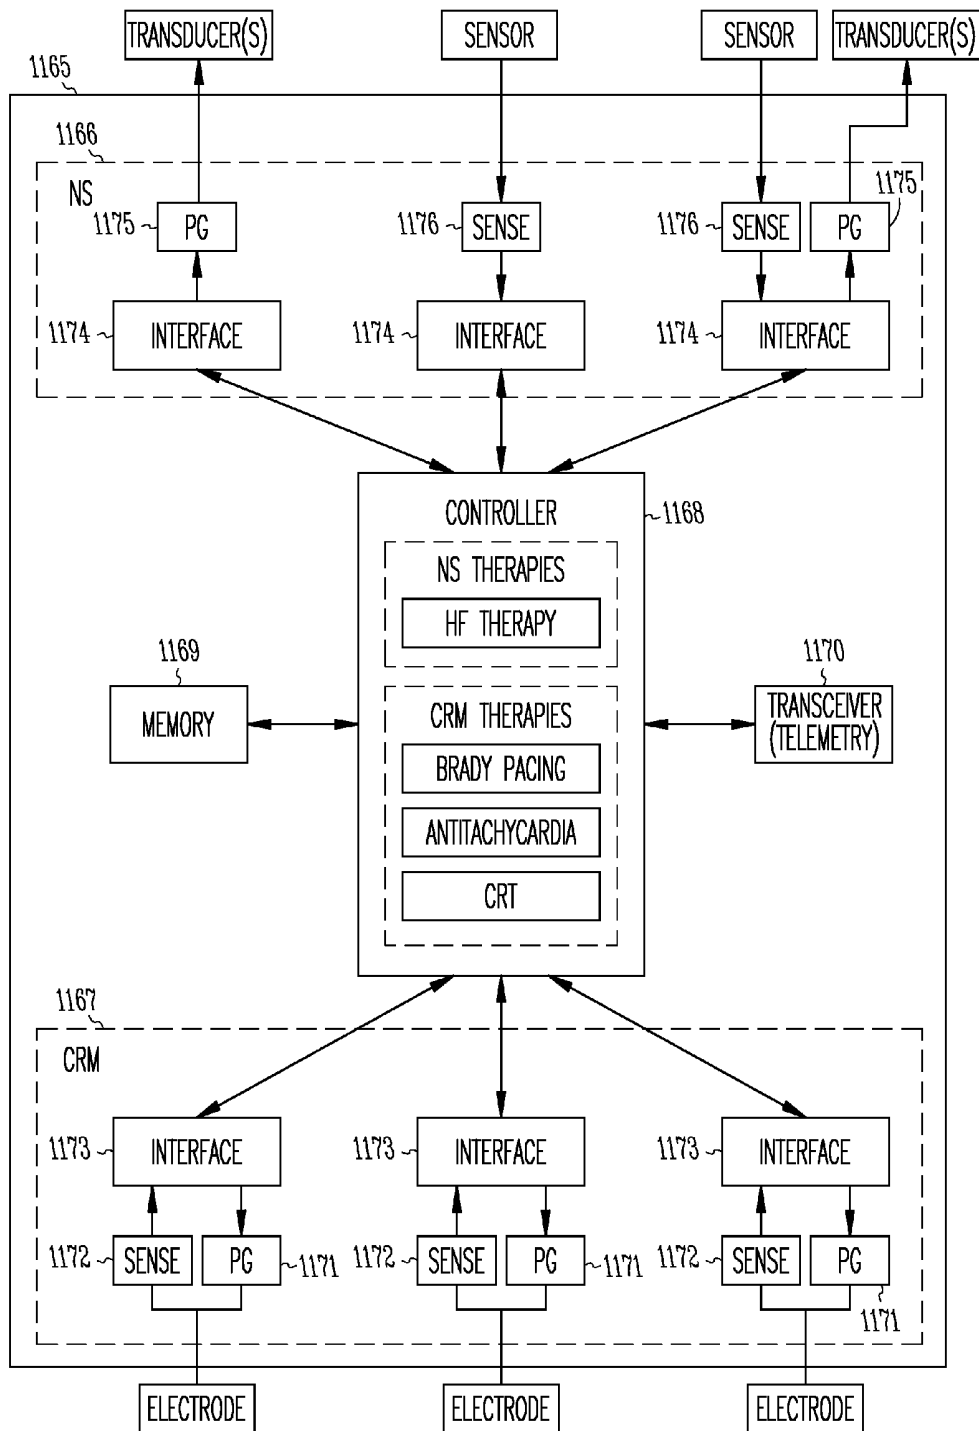 TRANSDUCER(S)
SENSOR
SENSOR
TRANSDUCER(S)
1165
1166
NS
1175
PG
1176
SENSE
1176
SENSE
PG
1175
1174
INTERFACE
1174
INTERFACE
1174
INTERFACE
CONTROLLER
1168
NS THERAPIES
HF THERAPY
1169
MEMORY
CRM THERAPIES
BRADY PACING
ANTITACHYCARDIA
CRT
1170
TRANSCEIVER
(TELEMETRY)
1167
CRM
1173
INTERFACE
1173
INTERFACE
1173
INTERFACE
1172
SENSE
PG
1171
1172
SENSE
PG
1171
1172
SENSE
PG
1171
ELECTRODE
ELECTRODE
ELECTRODE